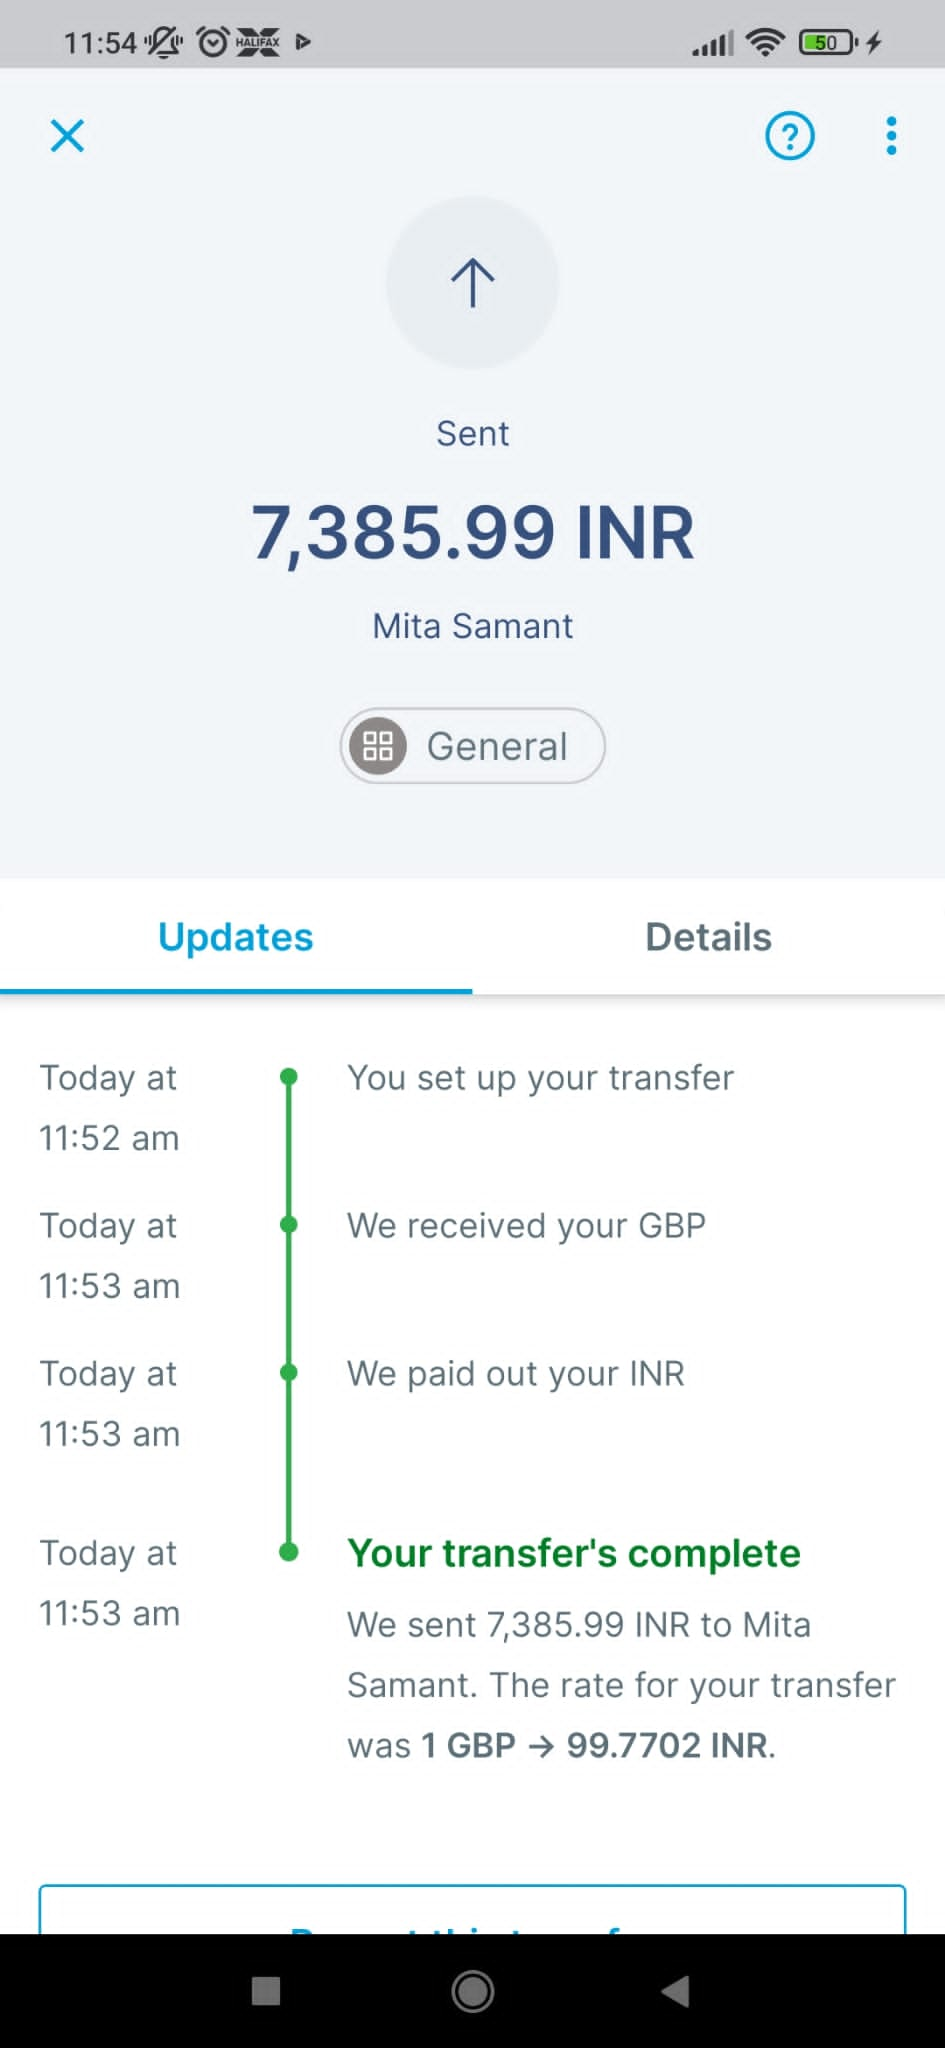 11:54 HALIFAX 50
?
Sent
7,385.99 INR
Mita Samant
General
Updates Details
Today at You set up your transfer
11:52 am
Today at We received your GBP
11:53 am
Today at We paid out your INR
11:53 am
Today at Your transfer's complete
11:53 am We sent 7,385.99 INR to Mita
Samant. The rate for your transfer
was 1 GBP → 99.7702 INR.